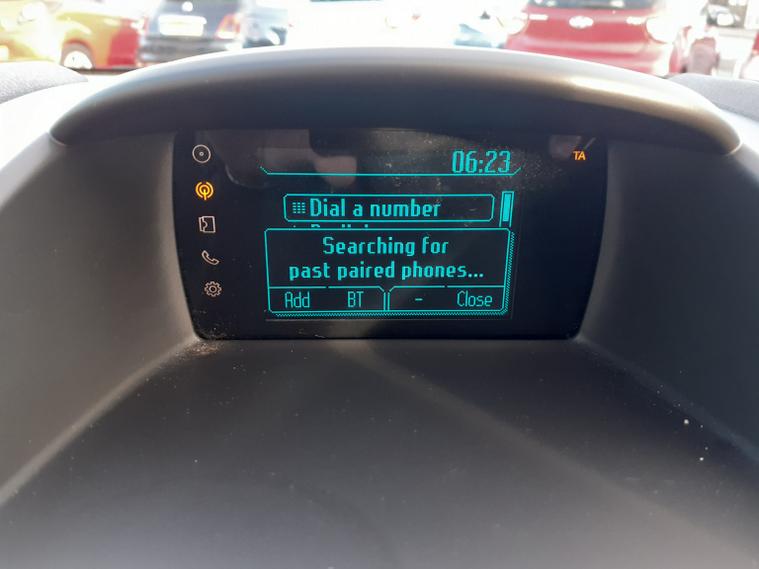 06:23
TA
Dial a number
Searching for
past paired phones...
Add BT - Close